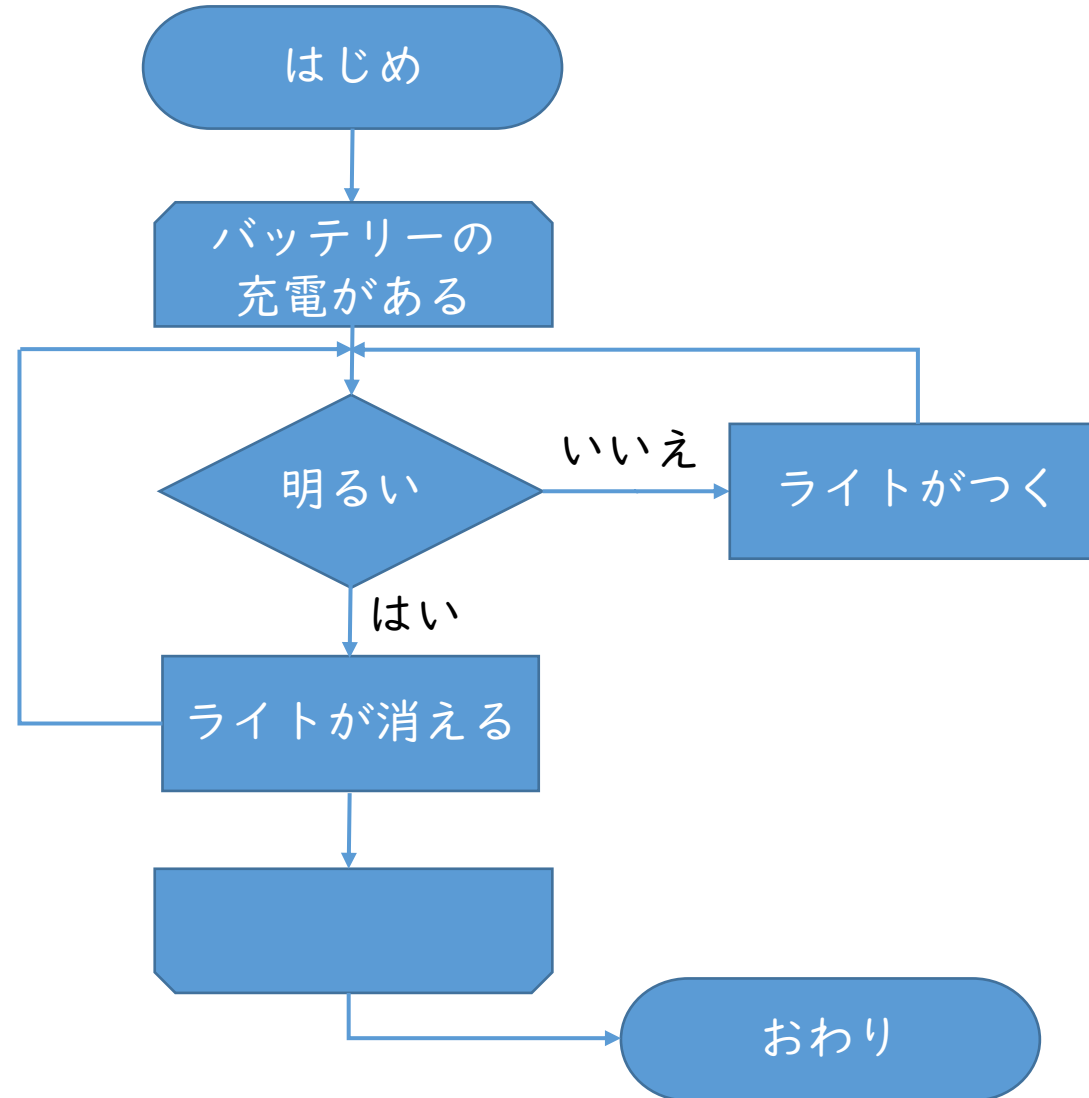 はじめ
バッテリーの
充電がある
明るい
いいえ
ライトがつく
はい
ライトが消える
おわり